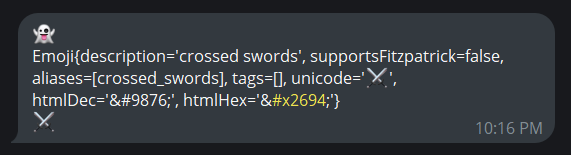 👻
Emoji{description='crossed swords', supportsFitzpatrick=false,
aliases=[crossed_swords], tags=[], unicode='⚔',
htmlDec='&#9876;', htmlHex='&#x2694;'}
⚔
10:16 PM